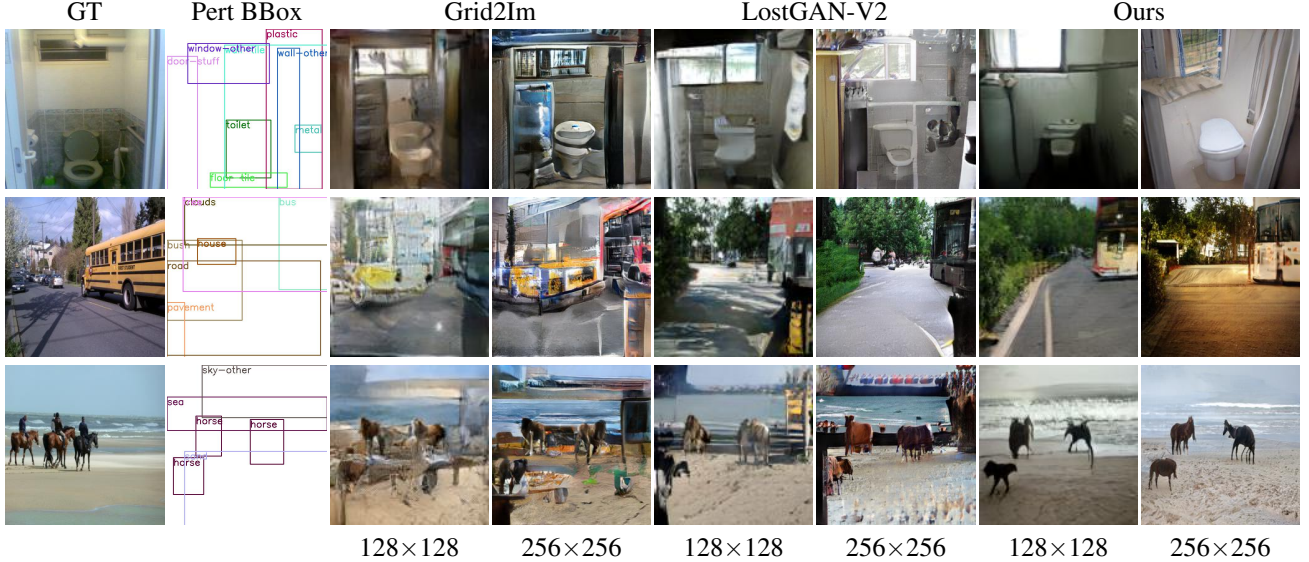 GT Pert BBox Grid2Im LostGAN-V2 Ours
plastic
window-other
wall-other
door-stuff
toilet
metal
floor-tile
clouds
bus
bush
house
road
pavement
sky-other
sea
horse
horse
horse
128×128 256×256 128×128 256×256 128×128 256×256